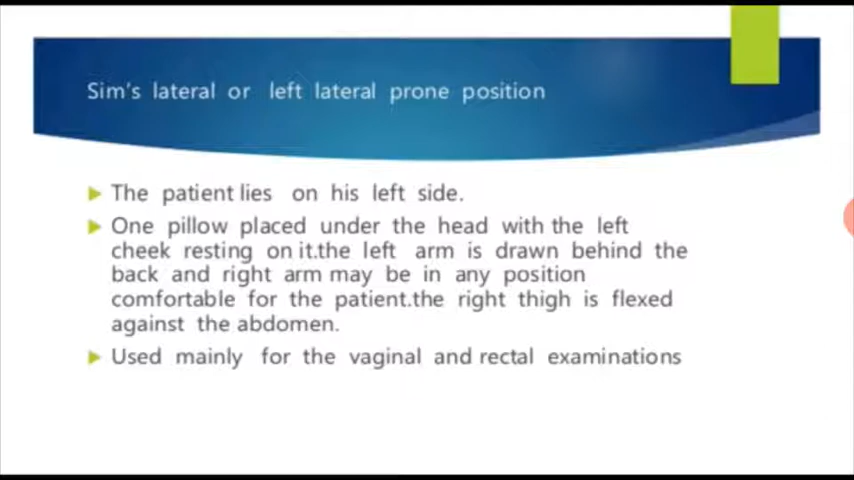 Sim's lateral or left lateral prone position
The patient lies on his left side.
One pillow placed under the head with the left
cheek resting on it.the left arm is drawn behind the
back and right arm may be in any position
comfortable for the patient.the right thigh is flexed
against the abdomen.
Used mainly for the vaginal and rectal examinations